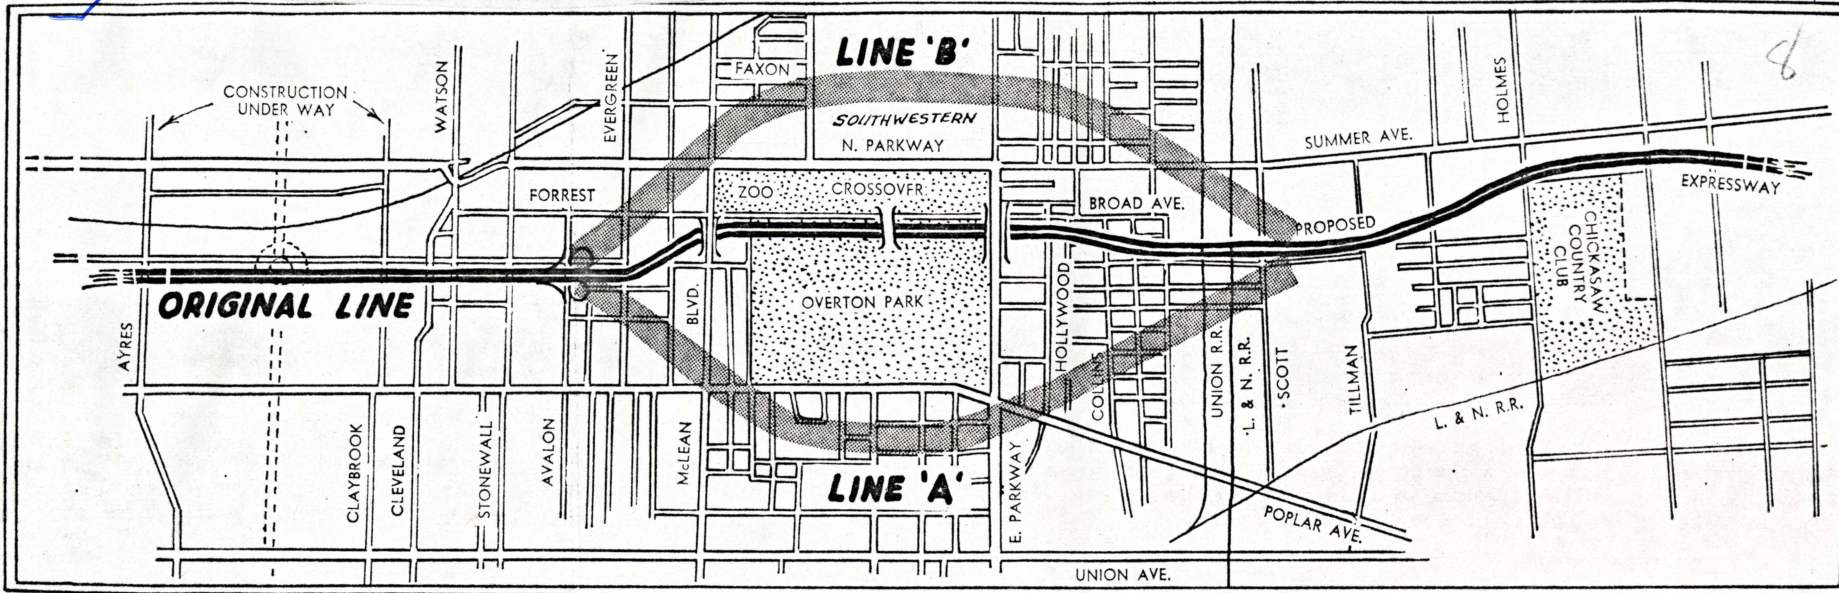 LINE 'B'
8
FAXON
WATSON
EVERGREEN
CONSTRUCTION
UNDER WAY
HOLMES
SOUTHWESTERN
N. PARKWAY
SUMMER AVE.
FORREST
ZOO
CROSSOVER
BROAD AVE.
EXPRESSWAY
PROPOSED
CHICKASAW
COUNTRY
CLUB
ORIGINAL LINE
BLVD.
OVERTON PARK
HOLLYWOOD
AYRES
COLLINS
UNION R.R.
L. & N. R.R.
SCOTT
TILLMAN
L. & N. R.R.
CLAYBROOK
CLEVELAND
STONEWALL
AVALON
McLEAN
LINE 'A'
E. PARKWAY
POPLAR AVE.
UNION AVE.